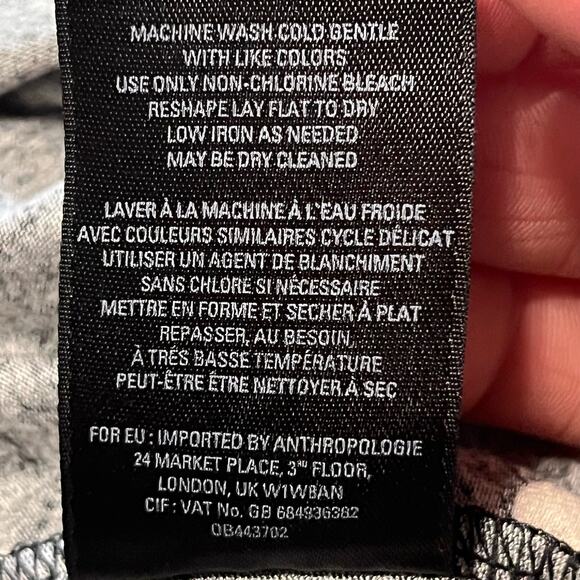 MACHINE WASH COLD GENTLE
WITH LIKE COLORS
USE ONLY NON-CHLORINE BLEACH
RESHAPE LAY FLAT TO DRY
LOW IRON AS NEEDED
MAY BE DRY CLEANED
LAVER À LA MACHINE À L'EAU FROIDE
AVEC COULEURS SIMILAIRES CYCLE DÉLICAT
UTILISER UN AGENT DE BLANCHIMENT
SANS CHLORE SI NÉCESSAIRE
METTRE EN FORME ET SECHER À PLAT
REPASSER, AU BESOIN,
À TRÈS BASSE TEMPÉRATURE
PEUT-ÊTRE ÊTRE NETTOYER À SEC
FOR EU : IMPORTED BY ANTHROPOLOGIE
24 MARKET PLACE, 3RD FLOOR,
LONDON, UK W1W8AN
CIF : VAT No. GB 684936382
OB443702